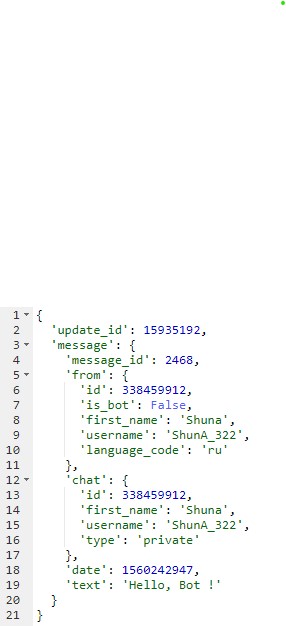 1 {
2 'update_id': 15935192,
3 'message': {
4 'message_id': 2468,
5 'from': {
6 'id': 338459912,
7 'is_bot': False,
8 'first_name': 'Shuna',
9 'username': 'ShunA_322',
10 'language_code': 'ru'
11 },
12 'chat': {
13 'id': 338459912,
14 'first_name': 'Shuna',
15 'username': 'ShunA_322',
16 'type': 'private'
17 },
18 'date': 1560242947,
19 'text': 'Hello, Bot !'
20 }
21 }